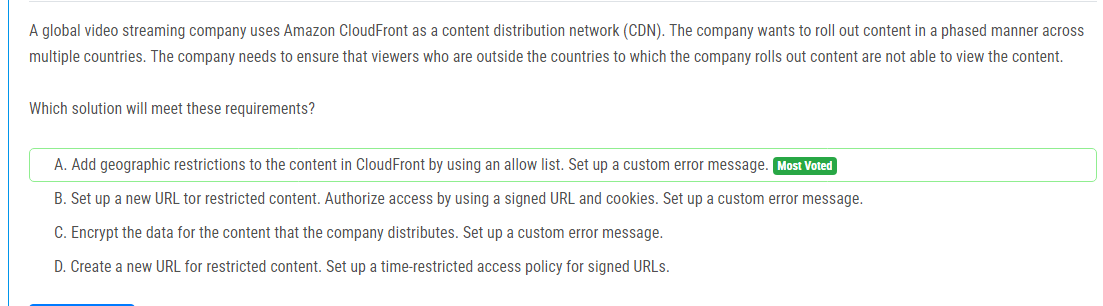 A global video streaming company uses Amazon CloudFront as a content distribution network (CDN). The company wants to roll out content in a phased manner across
multiple countries. The company needs to ensure that viewers who are outside the countries to which the company rolls out content are not able to view the content.
Which solution will meet these requirements?
A. Add geographic restrictions to the content in CloudFront by using an allow list. Set up a custom error message. Most Voted
B. Set up a new URL tor restricted content. Authorize access by using a signed URL and cookies. Set up a custom error message.
C. Encrypt the data for the content that the company distributes. Set up a custom error message.
D. Create a new URL for restricted content. Set up a time-restricted access policy for signed URLs.